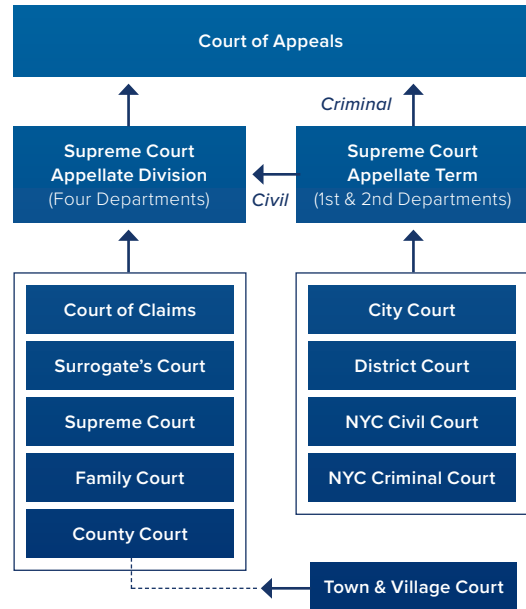 Court of Appeals
Criminal
Supreme Court
Appellate Division
(Four Departments)
Civil
Supreme Court
Appellate Term
(1st & 2nd Departments)
Court of Claims
Surrogate’s Court
Supreme Court
Family Court
County Court
City Court
District Court
NYC Civil Court
NYC Criminal Court
Town & Village Court